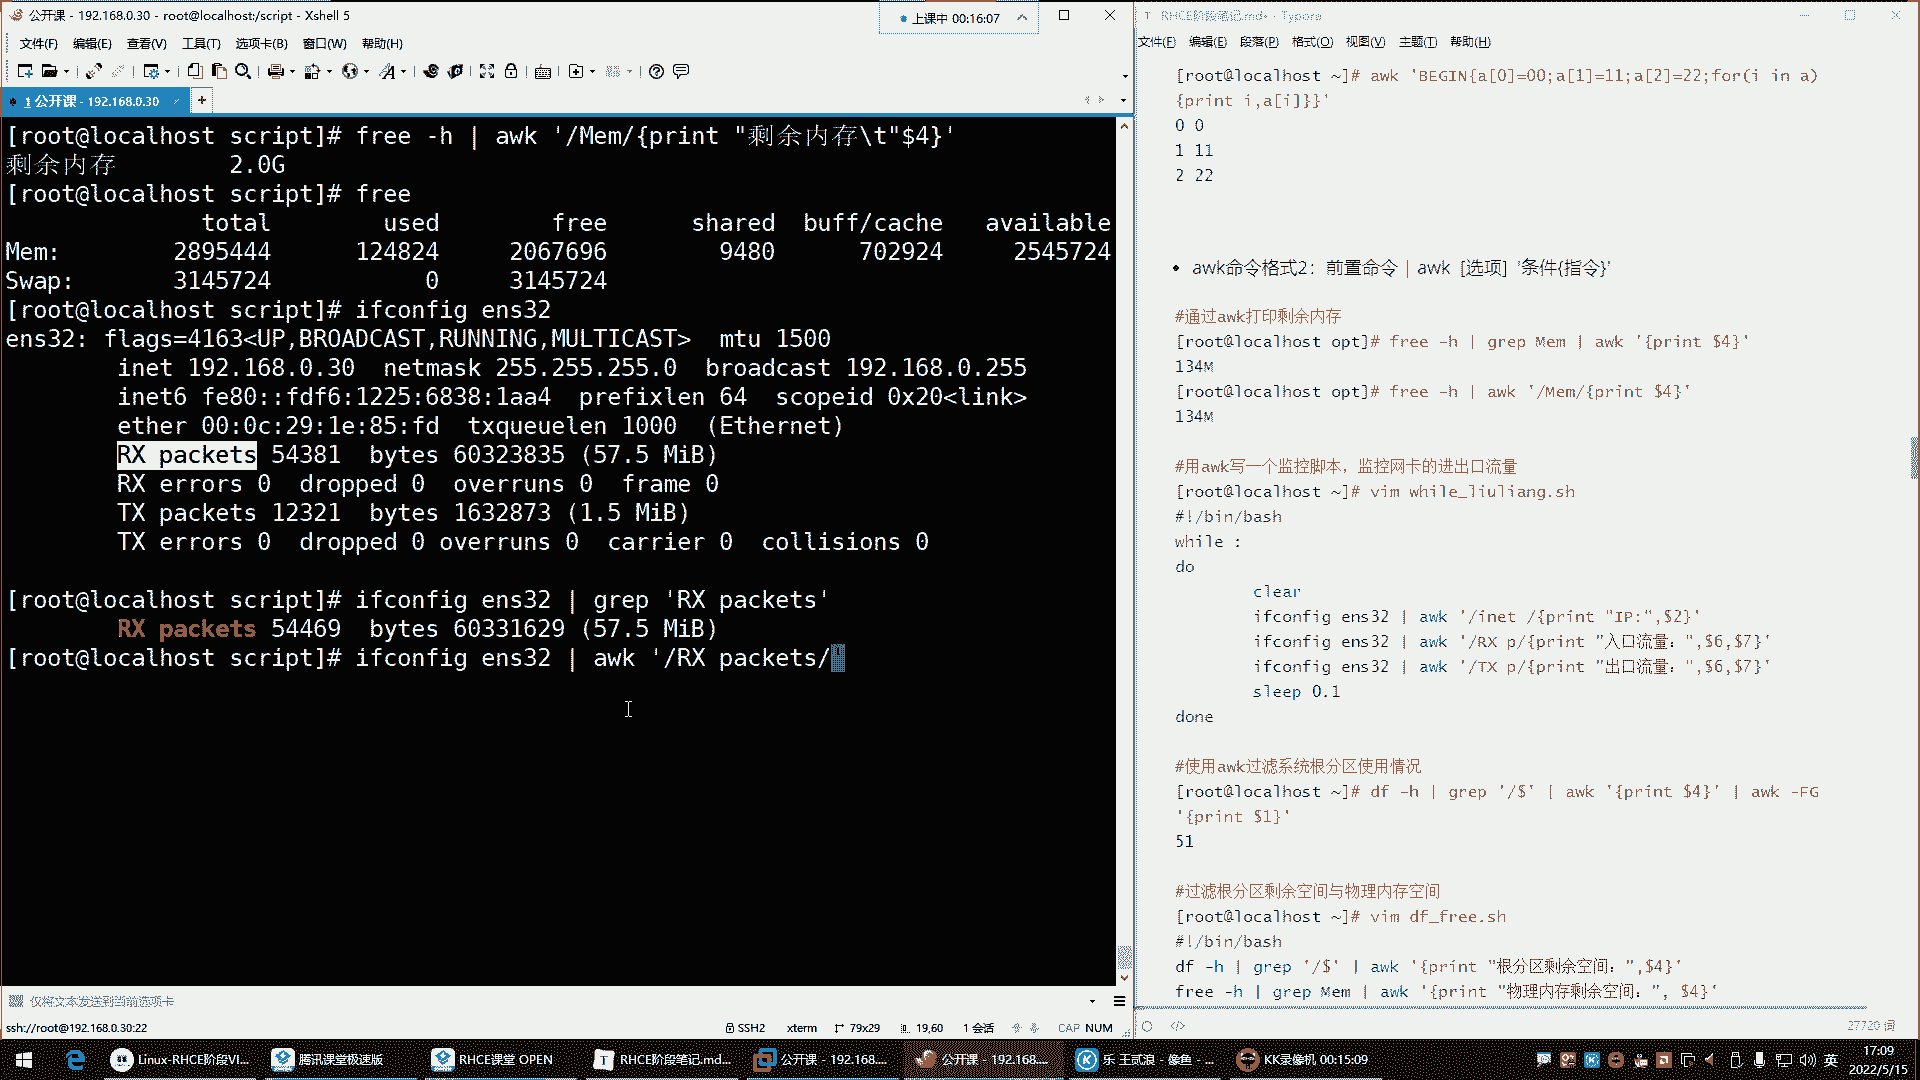 公开课 - 192.168.0.30 - root@localhost:/script - Xshell 5
上课中 00:16:07
文件(F) 编辑(E) 查看(V) 工具(T) 选项卡(B) 窗口(W) 帮助(H)
1 公开课 - 192.168.0.30
[root@localhost script]# free -h | awk '/Mem/{print "剩余内存\t"$4}'
剩余内存 2.0G
[root@localhost script]# free
total used free shared buff/cache available
Mem: 2895444 124824 2067696 9480 702924 2545724
Swap: 3145724 0 3145724
[root@localhost script]# ifconfig ens32
ens32: flags=4163<UP,BROADCAST,RUNNING,MULTICAST> mtu 1500
inet 192.168.0.30 netmask 255.255.255.0 broadcast 192.168.0.255
inet6 fe80::fdf6:1225:6838:1aa4 prefixlen 64 scopeid 0x20<link>
ether 00:0c:29:1e:85:fd txqueuelen 1000 (Ethernet)
RX packets 54381 bytes 60323835 (57.5 MiB)
RX errors 0 dropped 0 overruns 0 frame 0
TX packets 12321 bytes 1632873 (1.5 MiB)
TX errors 0 dropped 0 overruns 0 carrier 0 collisions 0
[root@localhost script]# ifconfig ens32 | grep 'RX packets'
RX packets 54469 bytes 60331629 (57.5 MiB)
[root@localhost script]# ifconfig ens32 | awk '/RX packets/'
仅将文本发送到当前选项卡
ssh://root@192.168.0.30:22 SSH2 xterm 79x29 19,60 1 会话 CAP NUM
RHCE阶段笔记.md• - Typora
文件(F) 编辑(E) 段落(P) 格式(O) 视图(V) 主题(T) 帮助(H)
[root@localhost ~]# awk 'BEGIN{a[0]=00;a[1]=11;a[2]=22;for(i in a)
{print i,a[i]}}'
0 0
1 11
2 22
• awk命令格式2：前置命令 | awk [选项] '条件{指令}'
#通过awk打印剩余内存
[root@localhost opt]# free -h | grep Mem | awk '{print $4}'
134M
[root@localhost opt]# free -h | awk '/Mem/{print $4}'
134M
#用awk写一个监控脚本，监控网卡的进出口流量
[root@localhost ~]# vim while_liuliang.sh
#!/bin/bash
while :
do
clear
ifconfig ens32 | awk '/inet /{print "IP:",$2}'
ifconfig ens32 | awk '/RX p/{print "入口流量：",$6,$7}'
ifconfig ens32 | awk '/TX p/{print "出口流量：",$6,$7}'
sleep 0.1
done
#使用awk过滤系统根分区使用情况
[root@localhost ~]# df -h | grep '/$' | awk '{print $4}' | awk -FG
'{print $1}'
51
#过滤根分区剩余空间与物理内存空间
[root@localhost ~]# vim df_free.sh
#!/bin/bash
df -h | grep '/$' | awk '{print "根分区剩余空间：",$4}'
free -h | grep Mem | awk '{print "物理内存剩余空间：", $4}'
27720 词
Linux-RHCE阶段VI... 腾讯课堂极速版 RHCE课堂 OPEN RHCE阶段笔记.md... 公开课 - 192.168.... 公开课 - 192.168.... 乐 王贰浪 - 像鱼 - ... KK录像机 00:15:09 英
17:09
2022/5/15